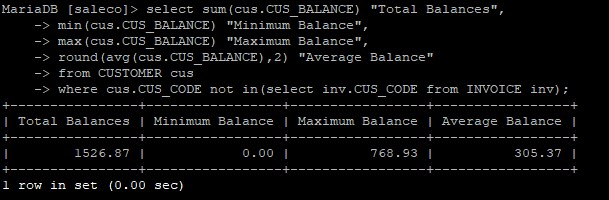 MariaDB [saleco]> select sum(cus.CUS_BALANCE) "Total Balances",
    -> min(cus.CUS_BALANCE) "Minimum Balance",
    -> max(cus.CUS_BALANCE) "Maximum Balance",
    -> round(avg(cus.CUS_BALANCE),2) "Average Balance"
    -> from CUSTOMER cus
    -> where cus.CUS_CODE not in(select inv.CUS_CODE from INVOICE inv);
+----------------+-----------------+-----------------+-----------------+
| Total Balances | Minimum Balance | Maximum Balance | Average Balance |
+----------------+-----------------+-----------------+-----------------+
|        1526.87 |            0.00 |          768.93 |          305.37 |
+----------------+-----------------+-----------------+-----------------+
1 row in set (0.00 sec)